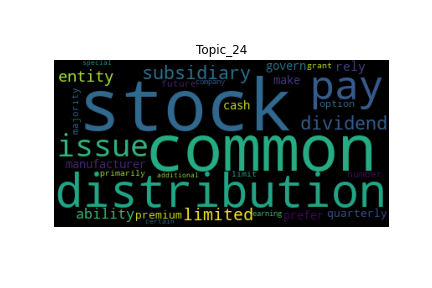 Topic_24
special
govern grant rely
entity subsidiary make
future company
stock pay
majority
cash option
dividend
issue common
manufacturer
primarily additional limit number
distribution
ability premium limited earning prefer quarterly
certain